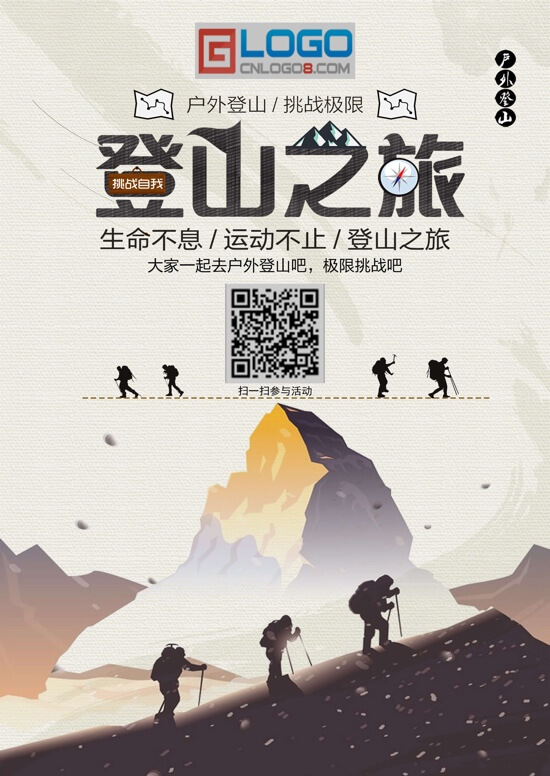 LOGO
CNLOGO8.COM
户外登山
户外登山 / 挑战极限
登山之旅
挑战自我
生命不息 / 运动不止 / 登山之旅
大家一起去户外登山吧，极限挑战吧
扫一扫参与活动